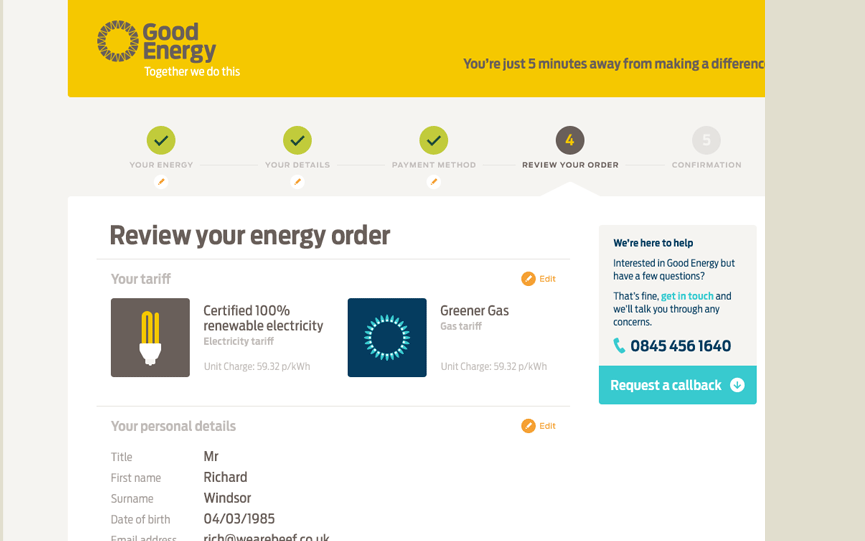 Good
Energy
Together we do this
You're just 5 minutes away from making a differenc
4
5
YOUR ENERGY
YOUR DETAILS
PAYMENT METHOD
REVIEW YOUR ORDER
CONFIRMATION
Review your energy order
Your tariff
Edit
Certified 100%
renewable electricity
Electricity tariff
Unit Charge: 59.32 p/kWh
Greener Gas
Gas tariff
Unit Charge: 59.32 p/kWh
Your personal details
Edit
Title Mr
First name Richard
Surname Windsor
Date of birth 04/03/1985
Email address rich@wearebeef.co.uk
We're here to help
Interested in Good Energy but
have a few questions?
That's fine, get in touch and
we'll talk you through any
concerns.
0845 456 1640
Request a callback